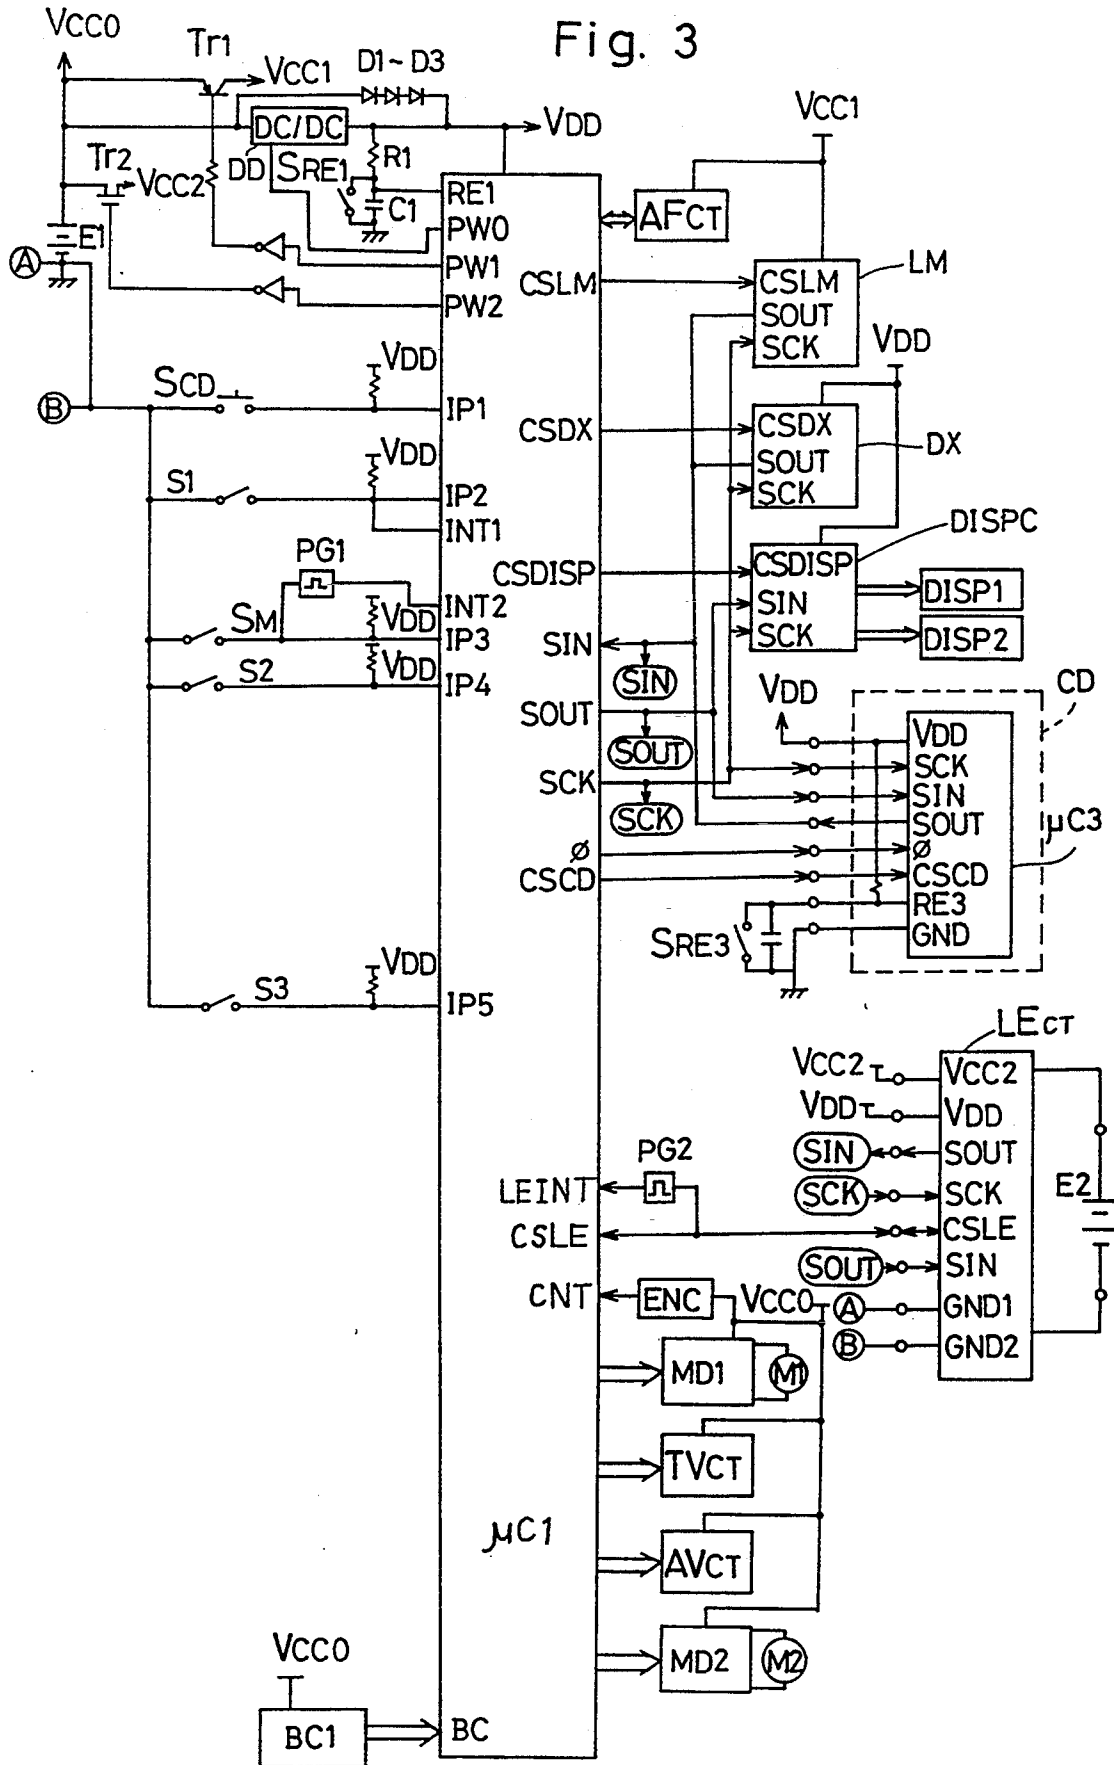 Fig. 3
VCC0
Tr1
VCC1
D1~D3
DC/DC
VDD
DD
SRE1
R1
C1
Tr2
VCC2
E1
A
B
RE1
PW0
PW1
PW2
SCD
VDD
IP1
S1
VDD
IP2
INT1
PG1
INT2
SM
VDD
IP3
S2
VDD
IP4
S3
VDD
IP5
VCC0
BC1
BC
μC1
CSLM
CSDX
CSDISP
SIN
SIN
SOUT
SOUT
SCK
SCK
Ø
CSCD
LEINT
CSLE
CNT
VCC1
AFCT
LM
CSLM
SOUT
SCK
VDD
DX
CSDX
SOUT
SCK
DISPC
CSDISP
SIN
SCK
DISP1
DISP2
VDD
CD
VDD
SCK
SIN
SOUT
Ø
CSCD
RE3
GND
μC3
SRE3
LECT
VCC2
VCC2
VDD
VDD
SIN
SOUT
SCK
SCK
CSLE
SOUT
SIN
A
GND1
B
GND2
E2
PG2
ENC
VCC0
MD1
M1
TVCT
AVCT
MD2
M2